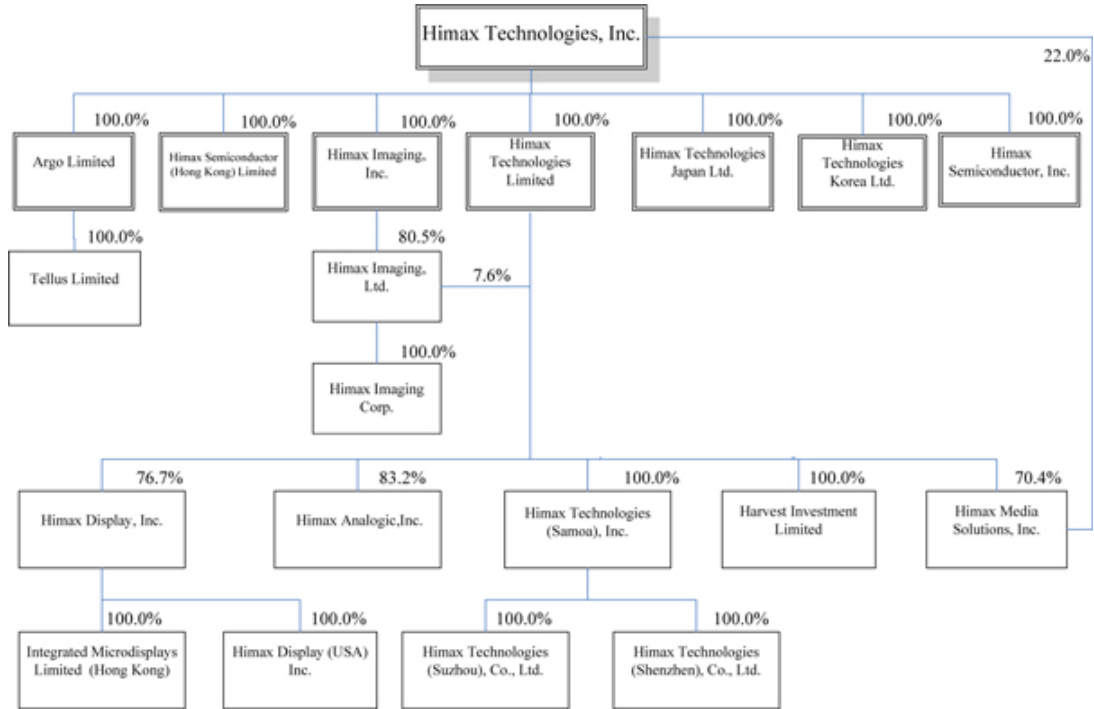 Himax Technologies, Inc.
22.0%
100.0%
100.0%
100.0%
100.0%
100.0%
100.0%
100.0%
Argo Limited
Himax Semiconductor
(Hong Kong) Limited
Himax Imaging,
Inc.
Himax
Technologies
Limited
Himax Technologies
Japan Ltd.
Himax
Technologies
Korea Ltd.
Himax
Semiconductor, Inc.
100.0%
80.5%
Tellus Limited
Himax Imaging,
Ltd.
7.6%
100.0%
Himax Imaging
Corp.
76.7%
83.2%
100.0%
100.0%
70.4%
Himax Display, Inc.
Himax Analogic,Inc.
Himax Technologies
(Samoa), Inc.
Harvest Investment
Limited
Himax Media
Solutions, Inc.
100.0%
100.0%
100.0%
100.0%
Integrated Microdisplays
Limited (Hong Kong)
Himax Display (USA)
Inc.
Himax Technologies
(Suzhou), Co., Ltd.
Himax Technologies
(Shenzhen), Co., Ltd.